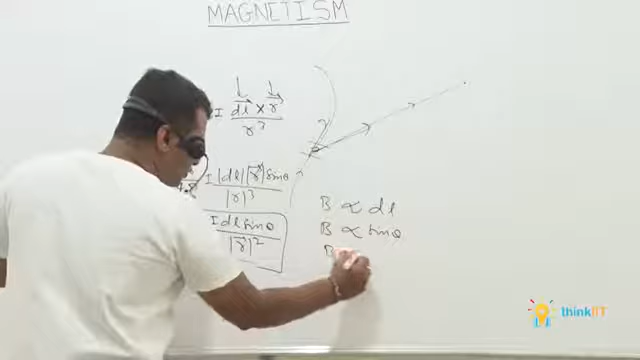 MAGNETISM
I dl × r
r³
I |dl| |r| sinθ
|r|³
I dl sinθ
|r|²
B ∝ dl
B ∝ sinθ
B
thinkIIT